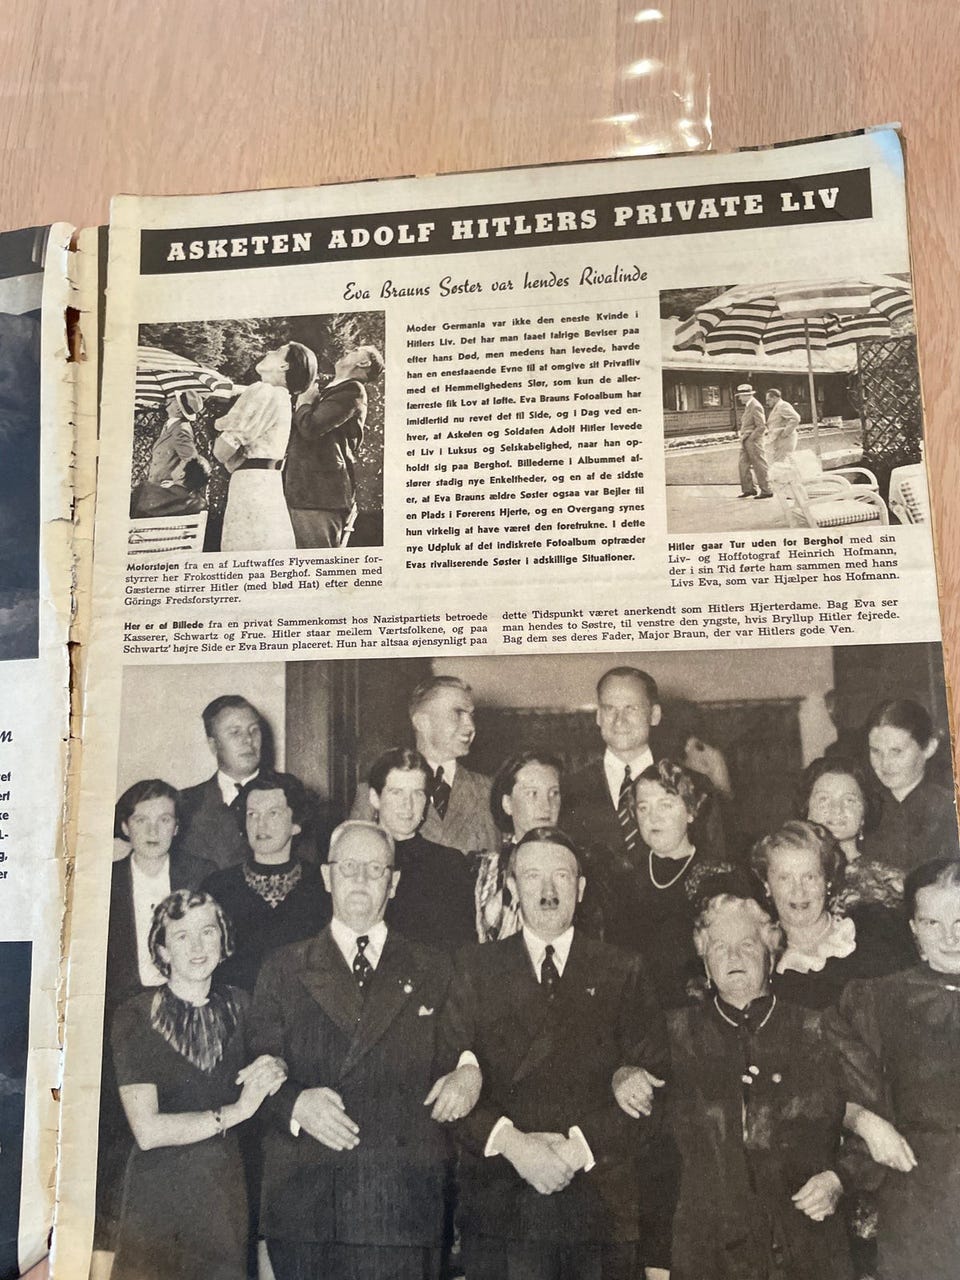 ASKETEN ADOLF HITLERS PRIVATE LIV
Eva Brauns Søster var hendes Rivalinde
Moder Germania var ikke den eneste Kvinde i
Hitlers Liv. Det har man faaet talrige Beviser paa
efter hans Død, men medens han levede, havde
han en enestaaende Evne til at omgive sit Privatliv
med et Hemmelighedens Slør, som kun de aller-
færreste fik Lov at løfte. Eva Brauns Fotoalbum har
imidlertid nu revet det til Side, og i Dag ved en-
hver, at Asketen og Soldaten Adolf Hitler levede
et Liv i Luksus og Selskabelighed, naar han op-
holdt sig paa Berghof. Billederne i Albummet af-
slører stadig nye Enkeltheder, og en af de sidste
er, at Eva Brauns ældre Søster ogsaa var Bejler til
en Plads i Førerens Hjerte, og en Overgang synes
hun virkelig at have været den foretrukne. I dette
nye Udpluk af det indiskrete Fotoalbum optræder
Evas rivaliserende Søster i adskillige Situationer.
Motorstøjen fra en af Luftwaffes Flyvemaskiner for-
styrrer her Frokosttiden paa Berghof. Sammen med
Gæsterne stirrer Hitler (med blød Hat) efter denne
Görings Fredsforstyrrer.
Hitler gaar Tur uden for Berghof med sin
Liv- og Hoffotograf Heinrich Hofmann,
der i sin Tid førte ham sammen med hans
Livs Eva, som var Hjælper hos Hofmann.
Her er et Billede fra en privat Sammenkomst hos Nazistpartiets betroede
Kasserer, Schwartz og Frue. Hitler staar mellem Værtsfolkene, og paa
Schwartz' højre Side er Eva Braun placeret. Hun har altsaa øjensynligt paa
dette Tidspunkt været anerkendt som Hitlers Hjerterdame. Bag Eva ser
man hendes to Søstre, til venstre den yngste, hvis Bryllup Hitler fejrede.
Bag dem ses deres Fader, Major Braun, der var Hitlers gode Ven.